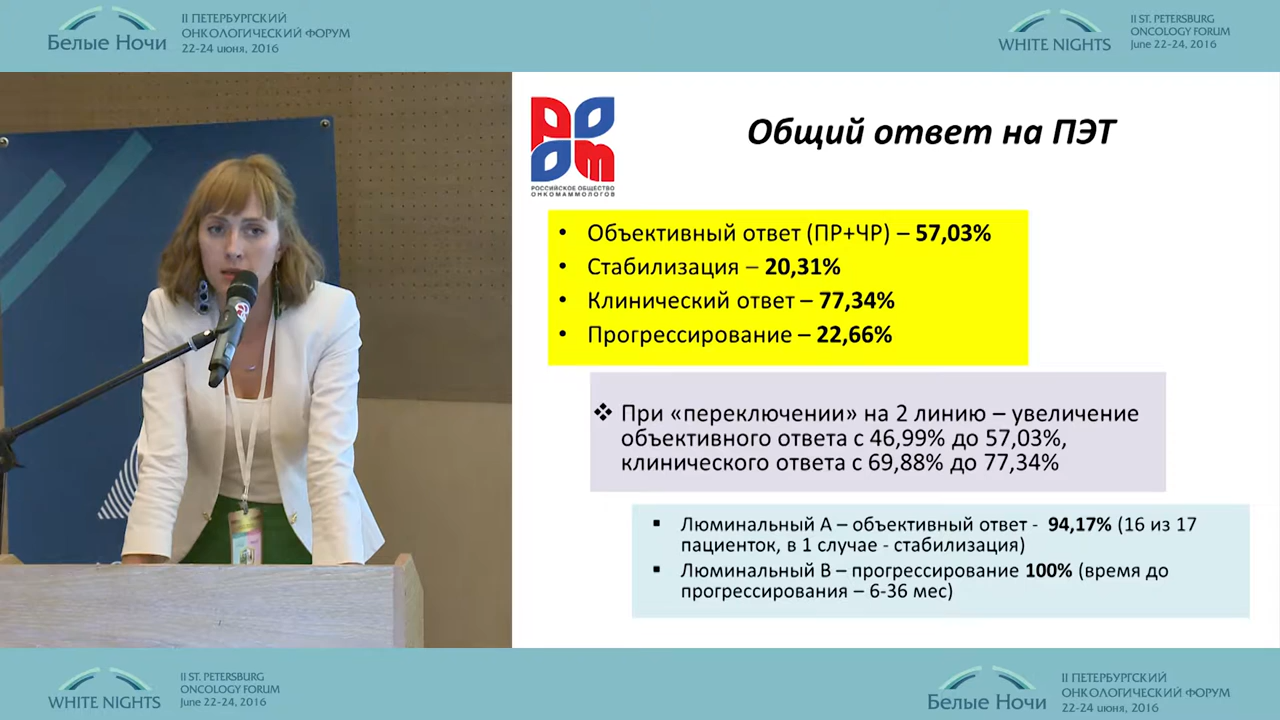 Белые Ночи
II ПЕТЕРБУРГСКИЙ
ОНКОЛОГИЧЕСКИЙ ФОРУМ
22-24 июня, 2016
WHITE NIGHTS
II ST. PETERSBURG
ONCOLOGY FORUM
June 22-24, 2016
РОССИЙСКОЕ ОБЩЕСТВО
ОНКОМАММОЛОГОВ
Общий ответ на ПЭТ
• Объективный ответ (ПР+ЧР) – 57,03%
• Стабилизация – 20,31%
• Клинический ответ – 77,34%
• Прогрессирование – 22,66%
❖ При «переключении» на 2 линию – увеличение
объективного ответа с 46,99% до 57,03%,
клинического ответа с 69,88% до 77,34%
▪ Люминальный А – объективный ответ - 94,17% (16 из 17
пациенток, в 1 случае - стабилизация)
▪ Люминальный В – прогрессирование 100% (время до
прогрессирования – 6-36 мес)
WHITE NIGHTS
II ST. PETERSBURG
ONCOLOGY FORUM
June 22-24, 2016
Белые Ночи
II ПЕТЕРБУРГСКИЙ
ОНКОЛОГИЧЕСКИЙ ФОРУМ
22-24 июня, 2016